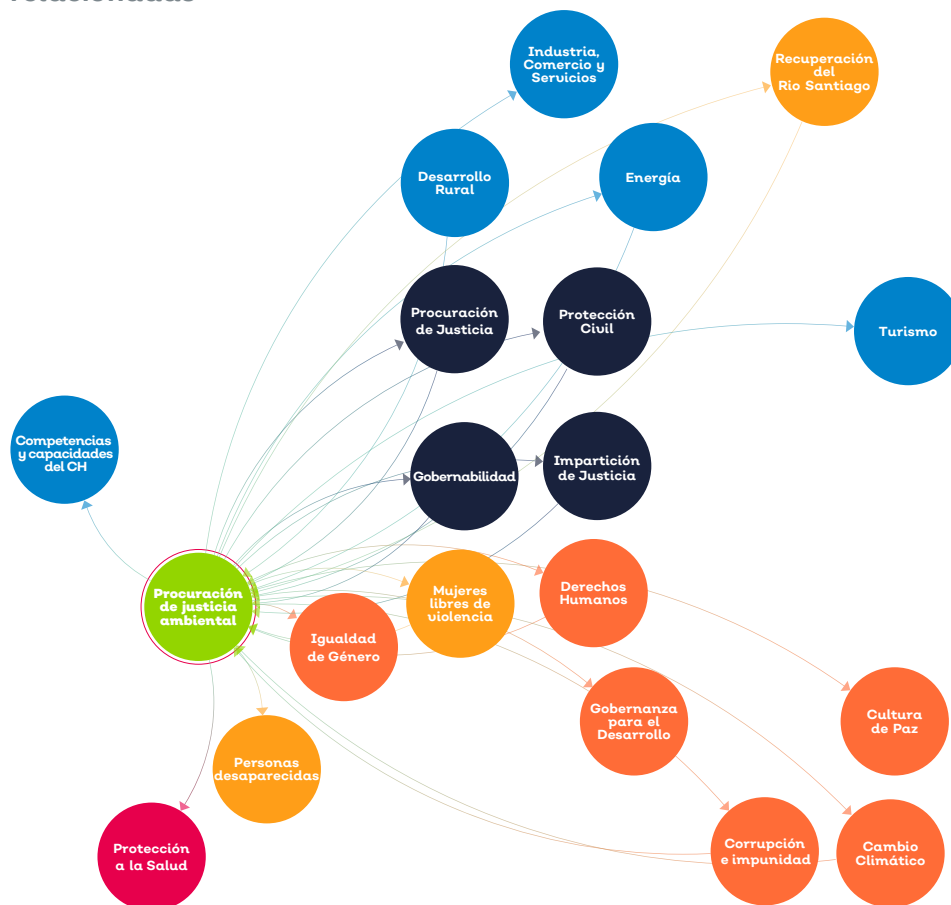 relacionadas
Industria,
Comercio y
Servicios
Recuperación
del
Rio Santiago
Desarrollo
Rural
Energía
Procuración
de Justicia
Protección
Civil
Turismo
Competencias
y capacidades
del CH
Gobernabilidad
Impartición
de Justicia
Procuración
de justicia
ambiental
Mujeres
libres de
violencia
Derechos
Humanos
Igualdad
de Género
Gobernanza
para el
Desarrollo
Cultura
de Paz
Personas
desaparecidas
Protección
a la Salud
Corrupción
e impunidad
Cambio
Climático